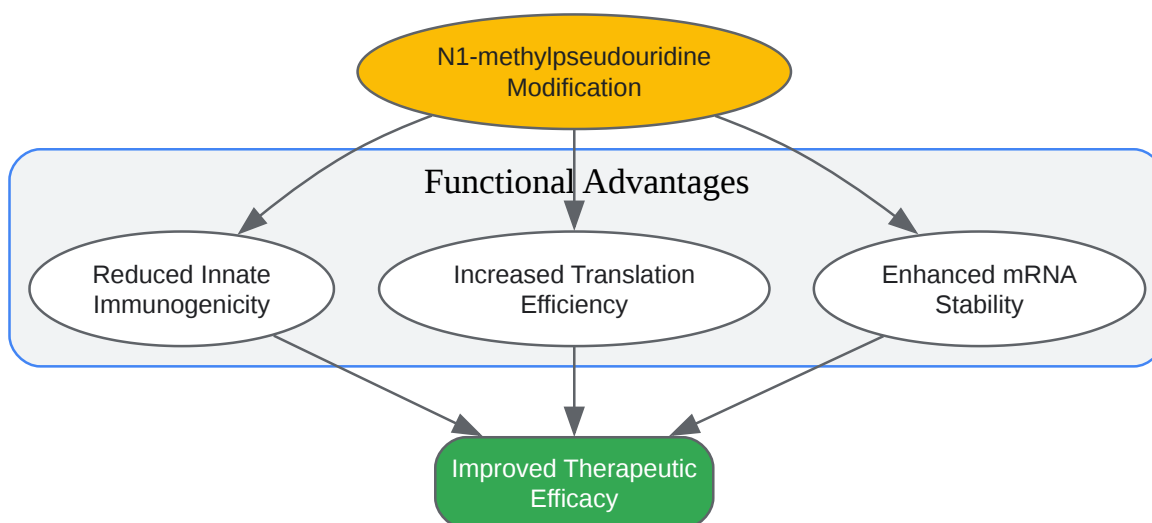 N1-methylpseudouridine
Modification
Functional Advantages
Reduced Innate
Immunogenicity
Increased Translation
Efficiency
Enhanced mRNA
Stability
Improved Therapeutic
Efficacy